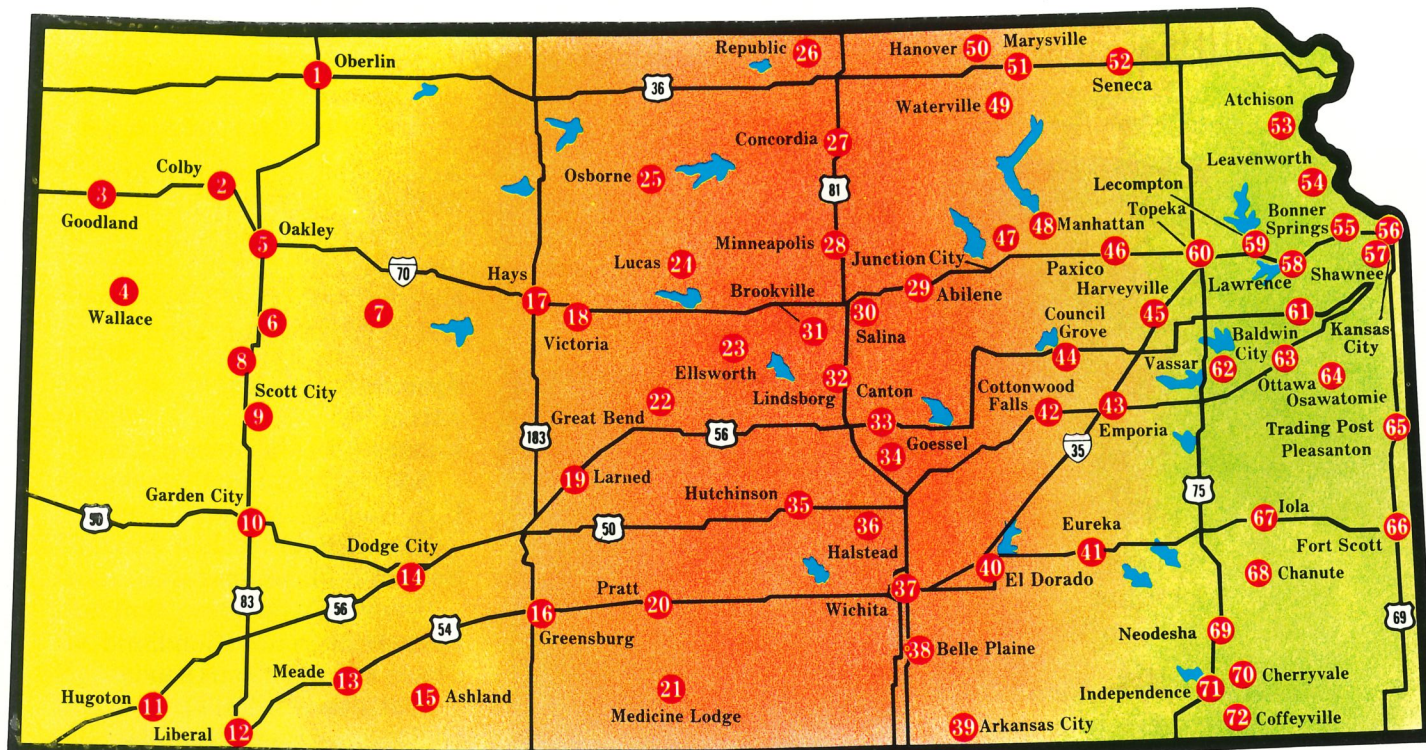 Republic
26
Hanover
50
Marysville
51
52
Seneca
1
Oberlin
36
Waterville
49
Atchison
53
Concordia
27
Colby
2
3
Goodland
Osborne
25
81
Leavenworth
54
Lecompton
Topeka
Bonner
Springs
55
56
5
Oakley
Minneapolis
28
47
48
Manhattan
46
Paxico
60
59
58
Lawrence
57
Shawnee
70
Lucas
24
Junction City
29
Abilene
Harveyville
45
4
Wallace
Hays
17
18
Victoria
Brookville
31
30
Salina
Council
Grove
44
61
Kansas
City
6
7
8
23
Ellsworth
Vassar
62
Baldwin
City
63
Ottawa
64
Osawatomie
Scott City
9
Lindsborg
32
Canton
33
Cottonwood
Falls
42
43
Emporia
22
Great Bend
56
183
Goessel
34
35
Trading Post
65
Pleasanton
19
Larned
75
Garden City
10
50
Hutchinson
35
50
36
Halstead
Eureka
41
67
Iola
66
Fort Scott
Dodge City
14
40
El Dorado
68
Chanute
83
56
54
16
Greensburg
Pratt
20
Wichita
37
69
Neodesha
69
38
Belle Plaine
Meade
13
Hugoton
11
15
Ashland
21
Medicine Lodge
70
Cherryvale
Independence
71
Liberal
12
39
Arkansas City
72
Coffeyville